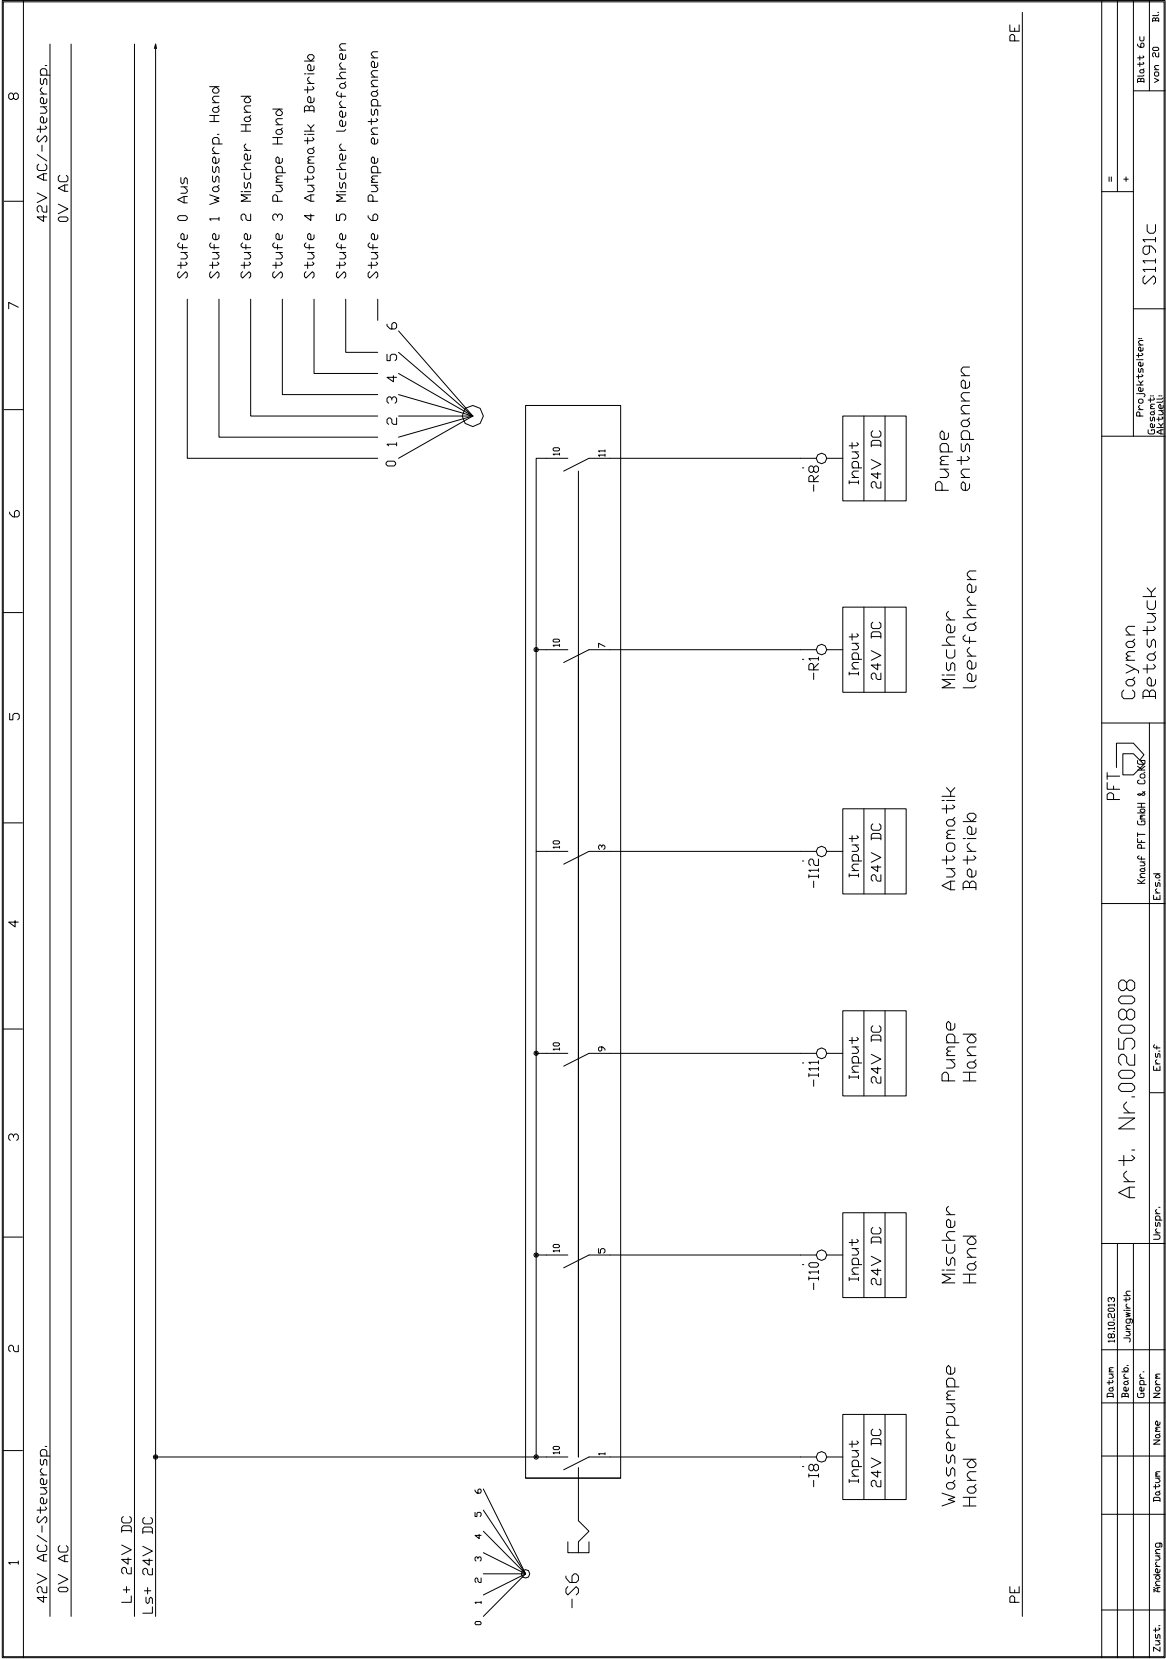 1 2 3 4 5 6 7 8
42V AC/-Steuersp. 42V AC/-Steuersp.
0V AC 0V AC
L+ 24V DC
Ls+ 24V DC
Stufe 0 Aus
Stufe 1 Wasserp. Hand
Stufe 2 Mischer Hand
Stufe 3 Pumpe Hand
Stufe 4 Automatik Betrieb
Stufe 5 Mischer leerfahren
Stufe 6 Pumpe entspannen
0 1 2 3 4 5 6
0 1 2 3 4 5 6
-S6
10 10 10 10 10 10
1 5 9 3 7 11
-I8 -I10 -I11 -I12 -R1 -R8
Input Input Input Input Input Input
24V DC 24V DC 24V DC 24V DC 24V DC 24V DC
Wasserpumpe
Hand
Mischer
Hand
Pumpe
Hand
Automatik
Betrieb
Mischer
leerfahren
Pumpe
entspannen
PE PE
Zust. Änderung Datum Name
Datum 18.10.2013
Bearb. Jungwirth
Gepr.
Norm
Art. Nr.00250808
Urspr. Ers.f Ers.d
PFT
Knauf PFT GmbH & Co.KG
Cayman
Betastuck
Projektseiten:
Gesamt:
Aktuell:
S1191c
=
+
Blatt 6c
von 20 Bl.